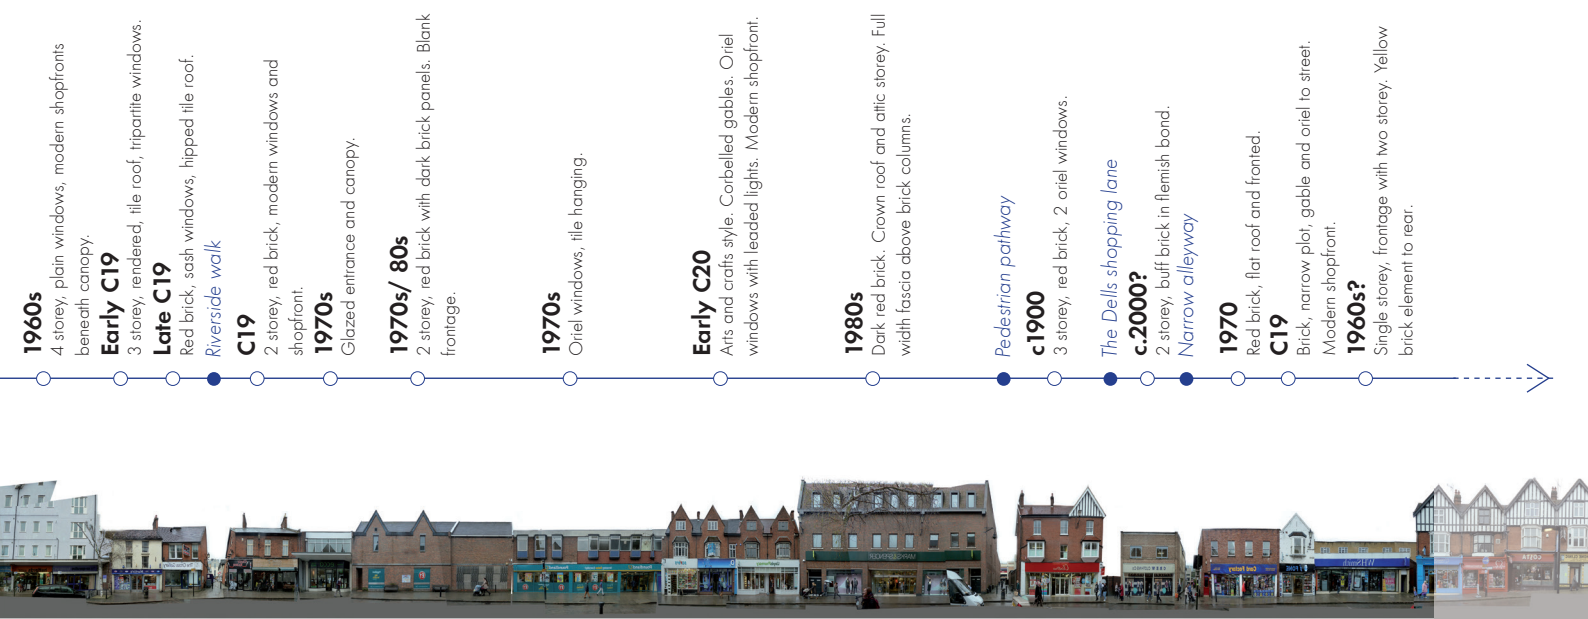 1960s
4 storey, plain windows, modern shopfronts
beneath canopy.
Early C19
3 storey, rendered, tile roof, tripartite windows.
Late C19
Red brick, sash windows, hipped tile roof.
Riverside walk
C19
2 storey, red brick, modern windows and
shopfront.
1970s
Glazed entrance and canopy.
1970s/ 80s
2 storey, red brick with dark brick panels. Blank
frontage.
1970s
Oriel windows, tile hanging.
Early C20
Arts and crafts style. Corbelled gables. Oriel
windows with leaded lights. Modern shopfront.
1980s
Dark red brick. Crown roof and attic storey. Full
width fascia above brick columns.
Pedestrian pathway
c1900
3 storey, red brick, 2 oriel windows.
The Dells shopping lane
c.2000?
2 storey, buff brick in flemish bond.
Narrow alleyway
1970
Red brick, flat roof and fronted.
C19
Brick, narrow plot, gable and oriel to street.
Modern shopfront.
1960s?
Single storey, frontage with two storey. Yellow
brick element to rear.
MARKS&SPENCER
Card Factory
WHSmith
COSTA